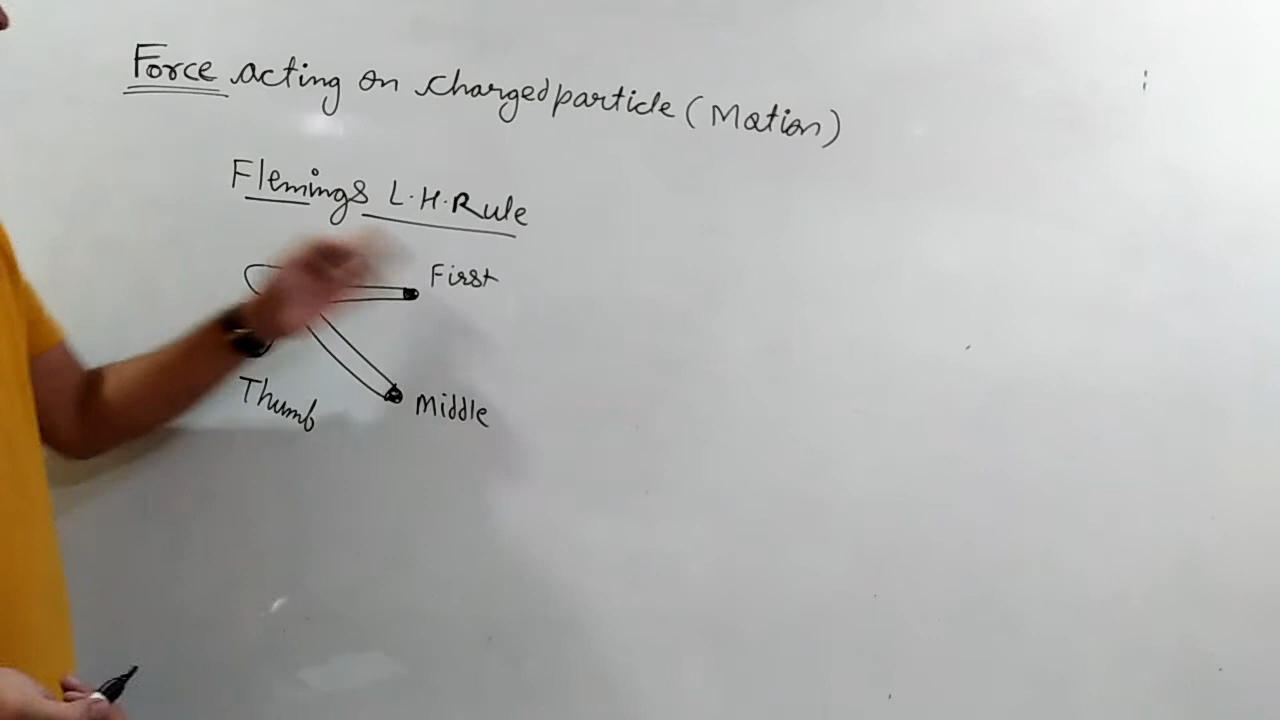 Force acting on Charged particle (Motion)
Flemings L.H.Rule
First
Middle
Thumb